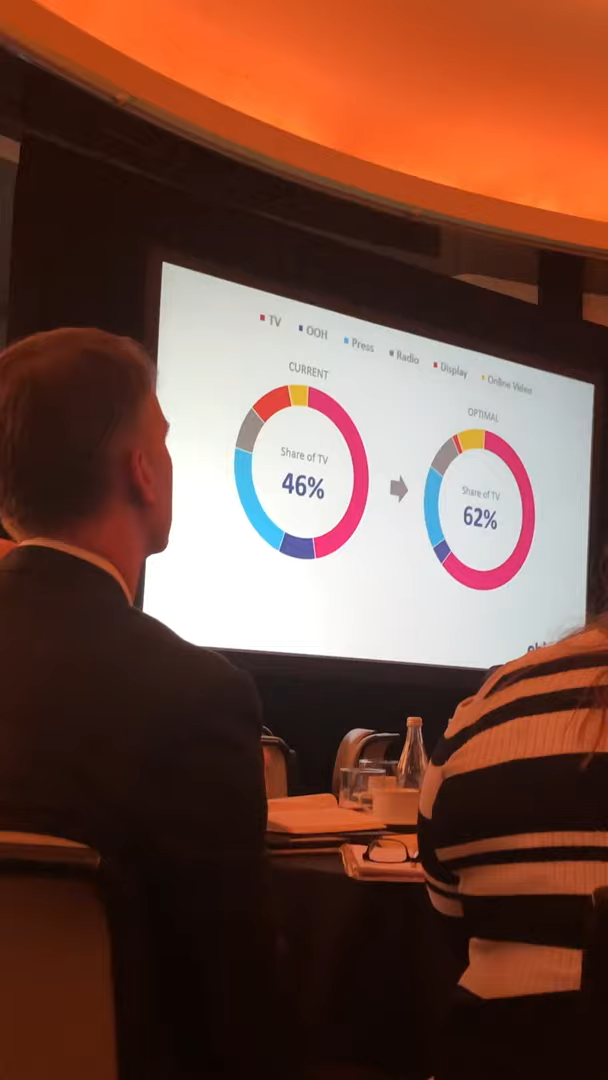 TV OOH Press Radio Display Online Video
CURRENT
Share of TV
46%
OPTIMAL
Share of TV
62%